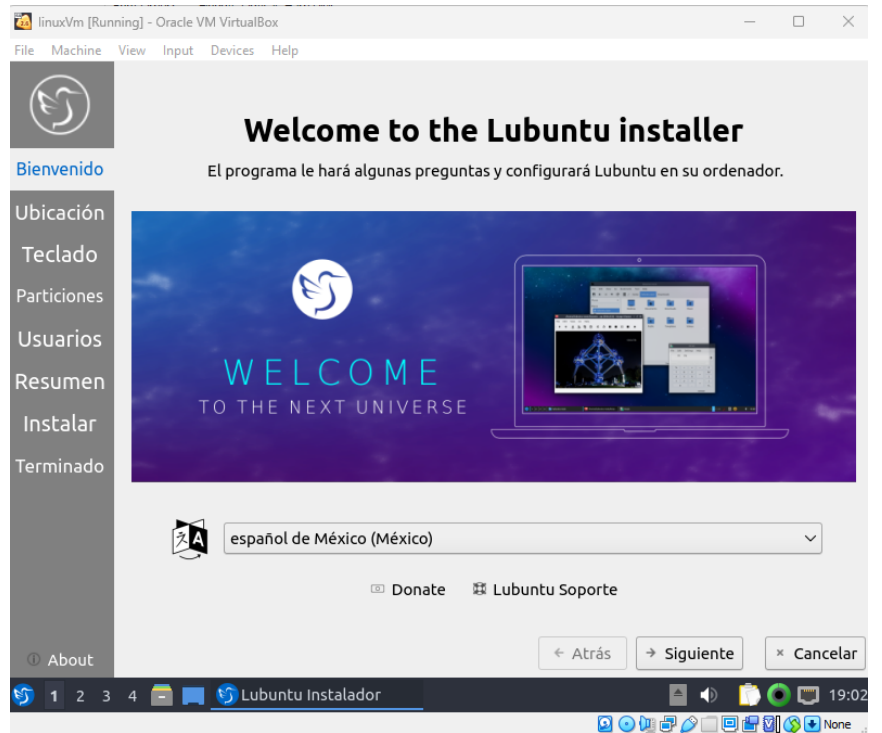 linuxVm [Running] - Oracle VM VirtualBox
File Machine View Input Devices Help
Welcome to the Lubuntu installer
El programa le hará algunas preguntas y configurará Lubuntu en su ordenador.
Bienvenido
Ubicación
Teclado
Particiones
Usuarios
Resumen
Instalar
Terminado
WELCOME
TO THE NEXT UNIVERSE
español de México (México)
Donate Lubuntu Soporte
About
Atrás Siguiente Cancelar
1 2 3 4 Lubuntu Instalador 19:02
None